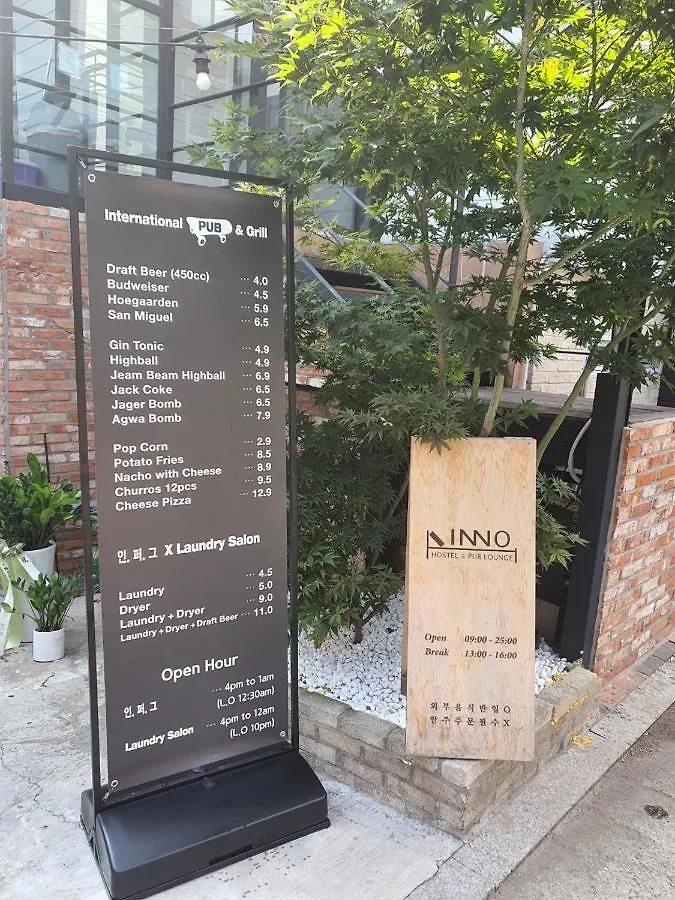 International PUB & Grill
Draft Beer (450cc) ··· 4.0
Budweiser ··· 4.5
Hoegaarden ··· 5.9
San Miguel ··· 6.5
Gin Tonic ··· 4.9
Highball ··· 4.9
Jeam Beam Highball ··· 6.9
Jack Coke ··· 6.5
Jager Bomb ··· 6.5
Agwa Bomb ··· 7.9
Pop Corn ··· 2.9
Potato Fries ··· 8.5
Nacho with Cheese ··· 8.9
Churros 12pcs ··· 9.5
Cheese Pizza ··· 12.9
인.펍.그 X Laundry Salon
Laundry ··· 4.5
Dryer ··· 5.0
Laundry + Dryer ··· 9.0
Laundry + Dryer + Draft Beer ··· 11.0
Open Hour
인.펍.그 ··· 4pm to 1am
(L.O 12:30am)
Laundry Salon ··· 4pm to 12am
(L.O 10pm)
INNO
HOSTEL & PUB LOUNGE
Open 09:00 - 25:00
Break 13:00 - 16:00
외부음식반입O
안주주문필수X